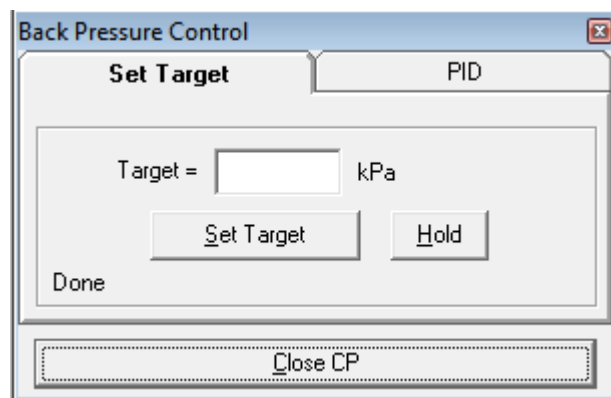 Back Pressure Control
Set Target PID
Target = kPa
Set Target Hold
Done
Close CP